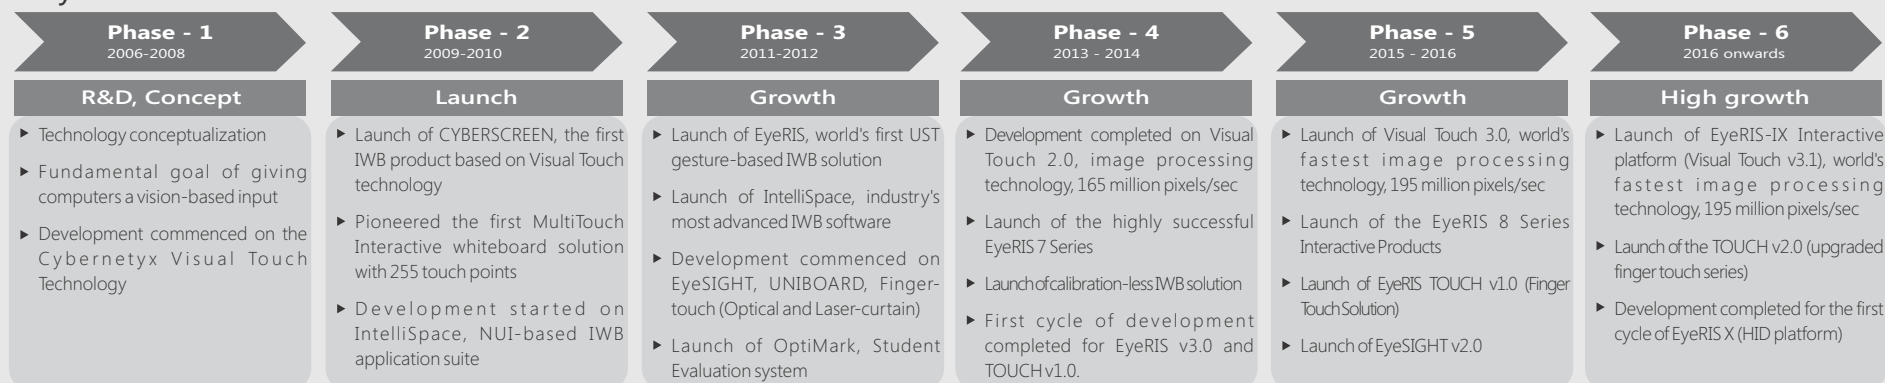 Phase - 1
2006-2008
R&D, Concept
Technology conceptualization
Fundamental goal of giving
computers a vision-based input
Development commenced on the
Cybernetyx Visual Touch
Technology
Phase - 2
2009-2010
Launch
Launch of CYBERSCREEN, the first
IWB product based on Visual Touch
technology
Pioneered the first MultiTouch
Interactive whiteboard solution
with 255 touch points
Development started on
IntelliSpace, NUI-based IWB
application suite
Phase - 3
2011-2012
Growth
Launch of EyeRIS, world's first UST
gesture-based IWB solution
Launch of IntelliSpace, industry's
most advanced IWB software
Development commenced on
EyeSIGHT, UNIBOARD, Finger-
touch (Optical and Laser-curtain)
Launch of OptiMark, Student
Evaluation system
Phase - 4
2013 - 2014
Growth
Development completed on Visual
Touch 2.0, image processing
technology, 165 million pixels/sec
Launch of the highly successful
EyeRIS 7 Series
Launch of calibration-less IWB solution
First cycle of development
completed for EyeRIS v3.0 and
TOUCH v1.0.
Phase - 5
2015 - 2016
Growth
Launch of Visual Touch 3.0, world's
fastest image processing
technology, 195 million pixels/sec
Launch of the EyeRIS 8 Series
Interactive Products
Launch of EyeRIS TOUCH v1.0 (Finger
Touch Solution)
Launch of EyeSIGHT v2.0
Phase - 6
2016 onwards
High growth
Launch of EyeRIS-IX Interactive
platform (Visual Touch v3.1), world's
fastest image processing
technology, 195 million pixels/sec
Launch of the TOUCH v2.0 (upgraded
finger touch series)
Development completed for the first
cycle of EyeRIS X (HID platform)